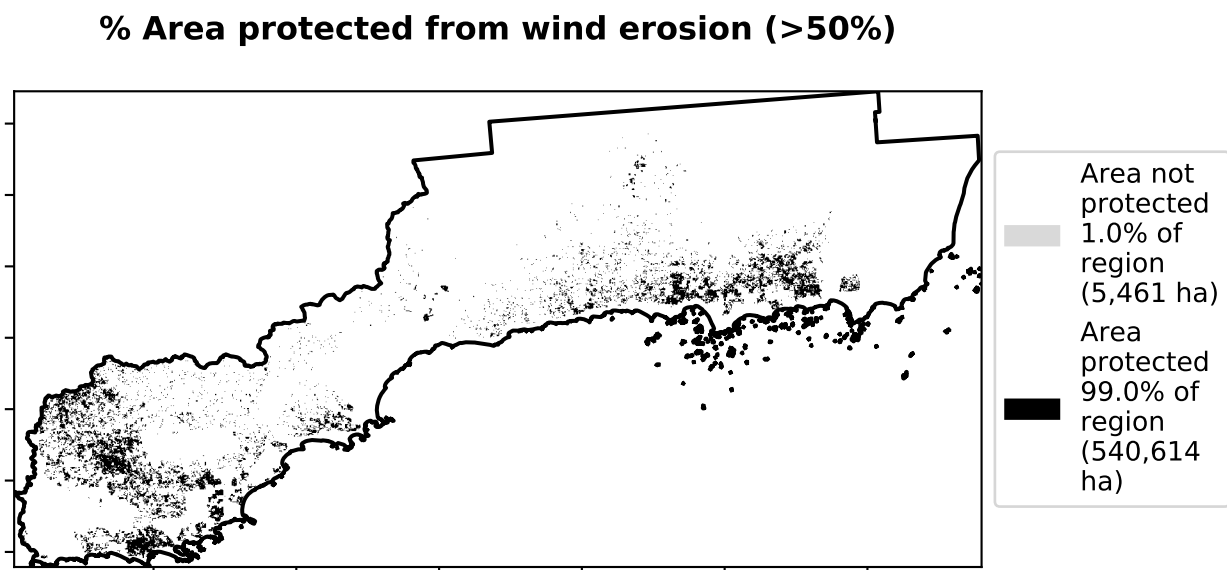 % Area protected from wind erosion (>50%)
Area not
protected
1.0% of
region
(5,461 ha)
Area
protected
99.0% of
region
(540,614
ha)